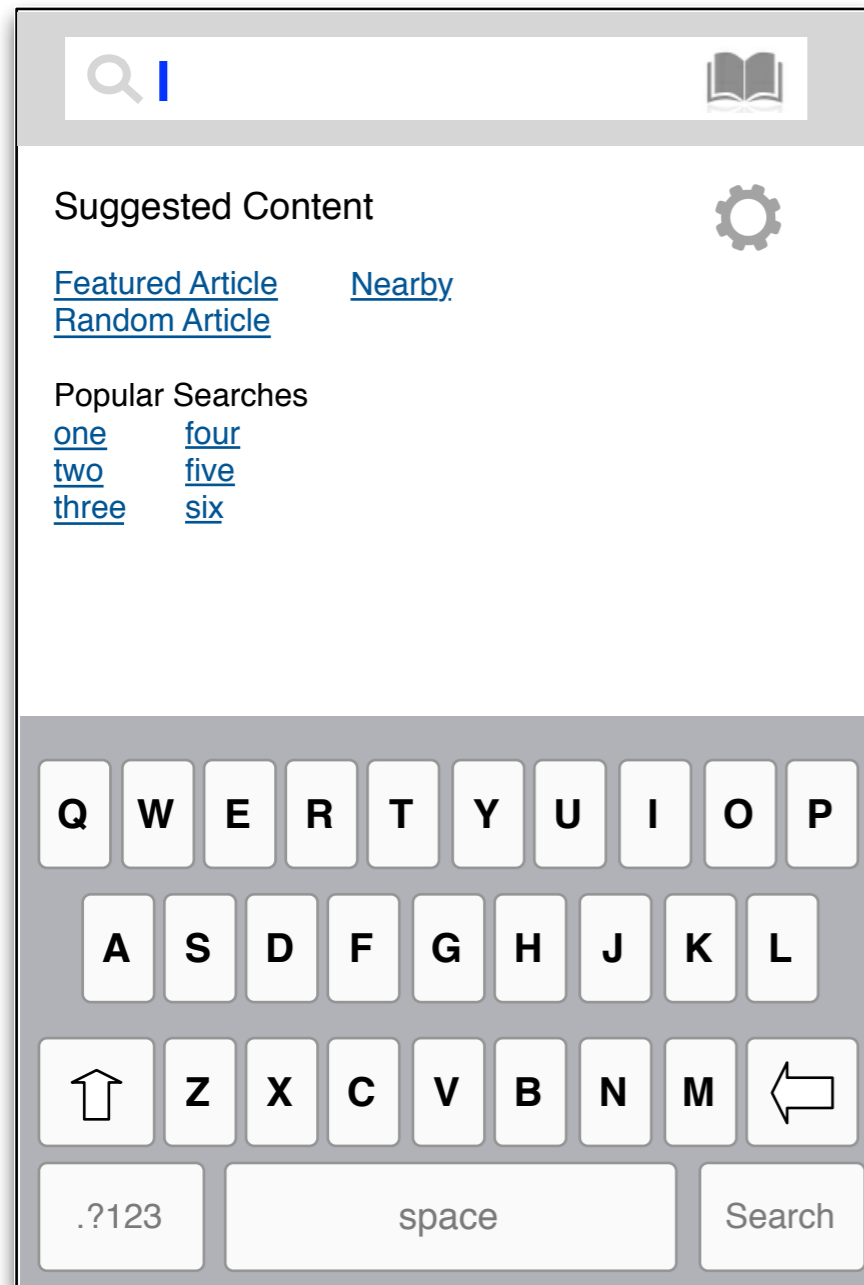 Suggested Content
Featured Article Nearby
Random Article
Popular Searches
one four
two five
three six
Q W E R T Y U I O P
A S D F G H J K L
Z X C V B N M
.?123 space Search